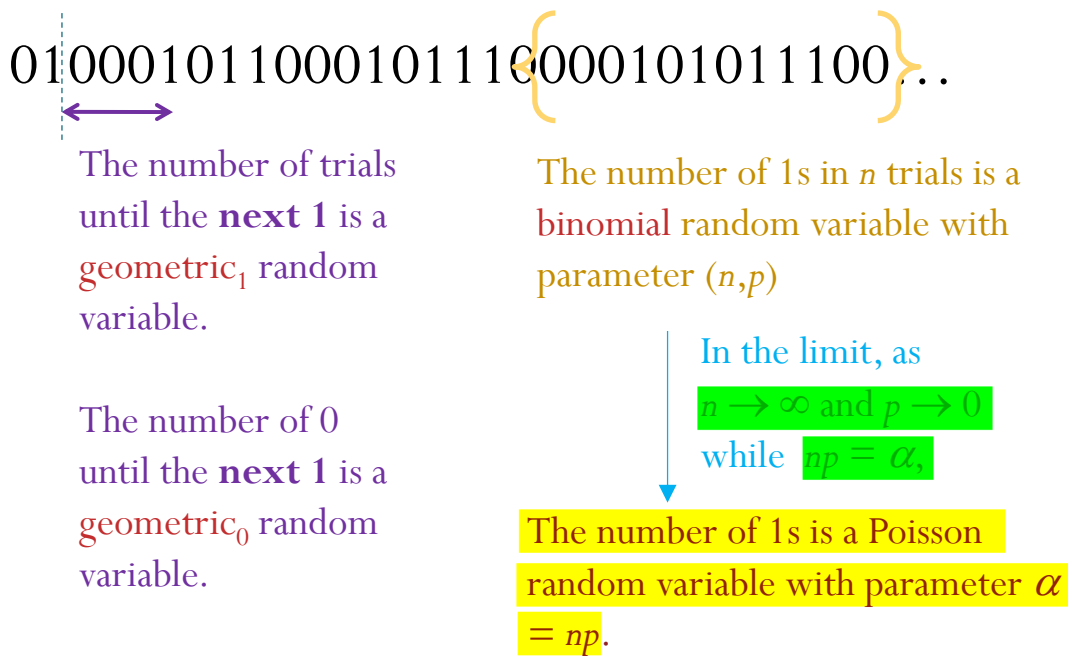 010001011000101110000101011100…
The number of trials
until the next 1 is a
geometric₁ random
variable.
The number of 0
until the next 1 is a
geometric₀ random
variable.
The number of 1s in n trials is a
binomial random variable with
parameter (n,p)
In the limit, as
n → ∞ and p → 0
while np = α,
The number of 1s is a Poisson
random variable with parameter α
= np.